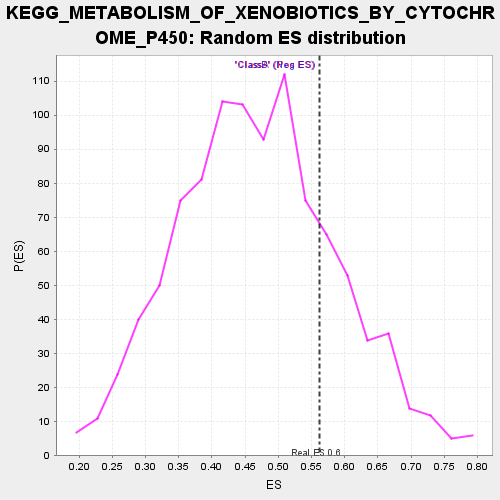 KEGG_METABOLISM_OF_XENOBIOTICS_BY_CYTOCHR
OME_P450: Random ES distribution
(Neg ES)
110
100
90
80
70
60
50
40
30
20
10
0
P(ES)
Real ES 0.6
0.20 0.25 0.30 0.35 0.40 0.45 0.50 0.55 0.60 0.65 0.70 0.75 0.80
ES